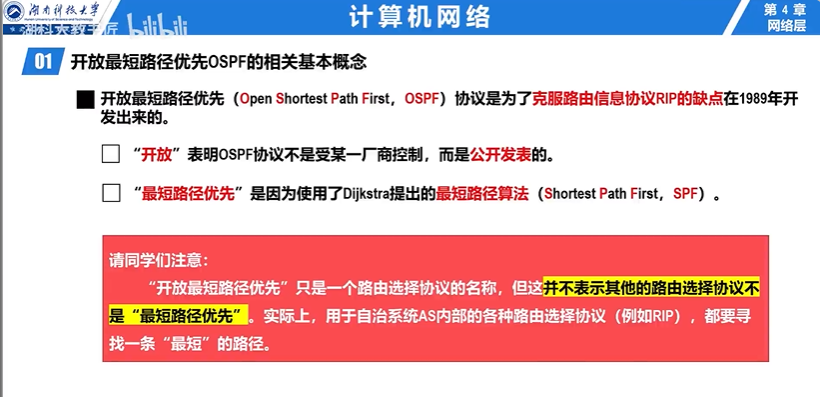 湖南科技大学
Hunan University of Science and Technology
计算机网络
第 4 章
网络层
湖科大教书匠 bilibili
01 开放最短路径优先OSPF的相关基本概念
开放最短路径优先（Open Shortest Path First，OSPF）协议是为了克服路由信息协议RIP的缺点在1989年开
发出来的。
“开放”表明OSPF协议不是受某一厂商控制，而是公开发表的。
“最短路径优先”是因为使用了Dijkstra提出的最短路径算法（Shortest Path First，SPF）。
请同学们注意：
“开放最短路径优先”只是一个路由选择协议的名称，但这并不表示其他的路由选择协议不
是“最短路径优先”。实际上，用于自治系统AS内部的各种路由选择协议（例如RIP），都要寻
找一条“最短”的路径。